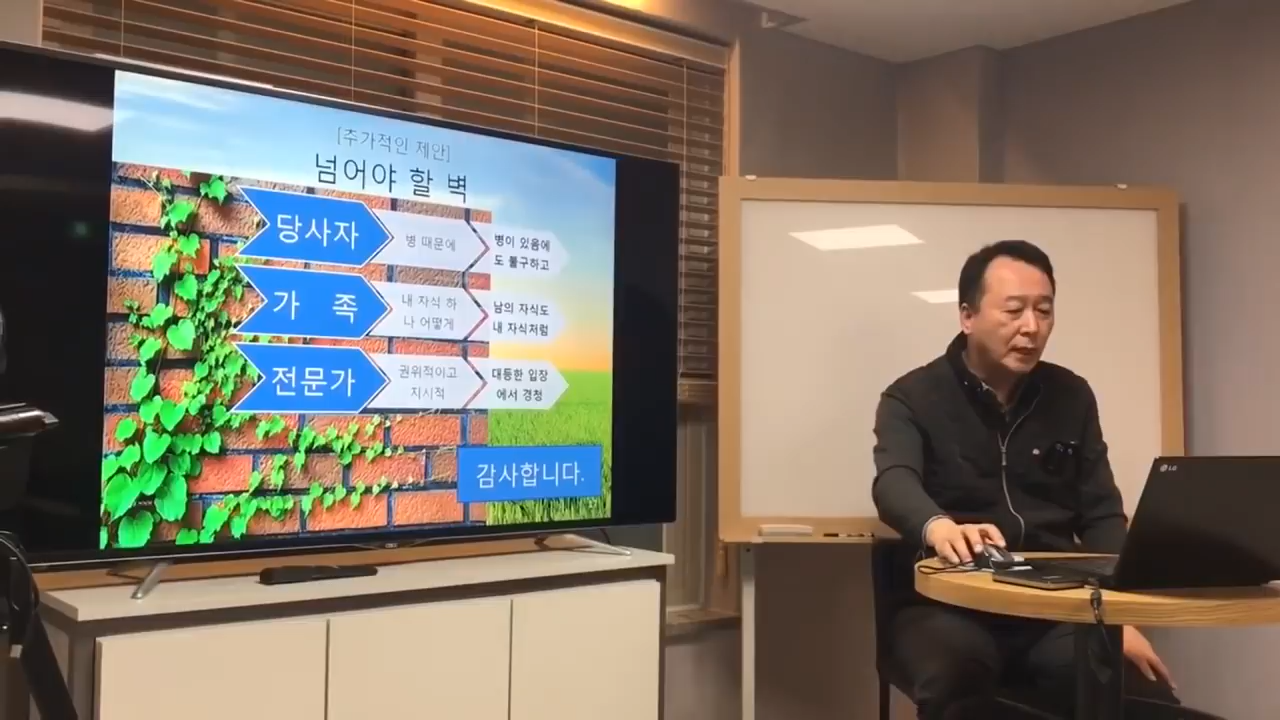 [추가적인 제안]
넘어야 할 벽
당사자
병 때문에
병이 있음에
도 불구하고
가 족
내 자식 하
나 어떻게
남의 자식도
내 자식처럼
전문가
권위적이고
지시적
대등한 입장
에서 경청
감사합니다.
LG